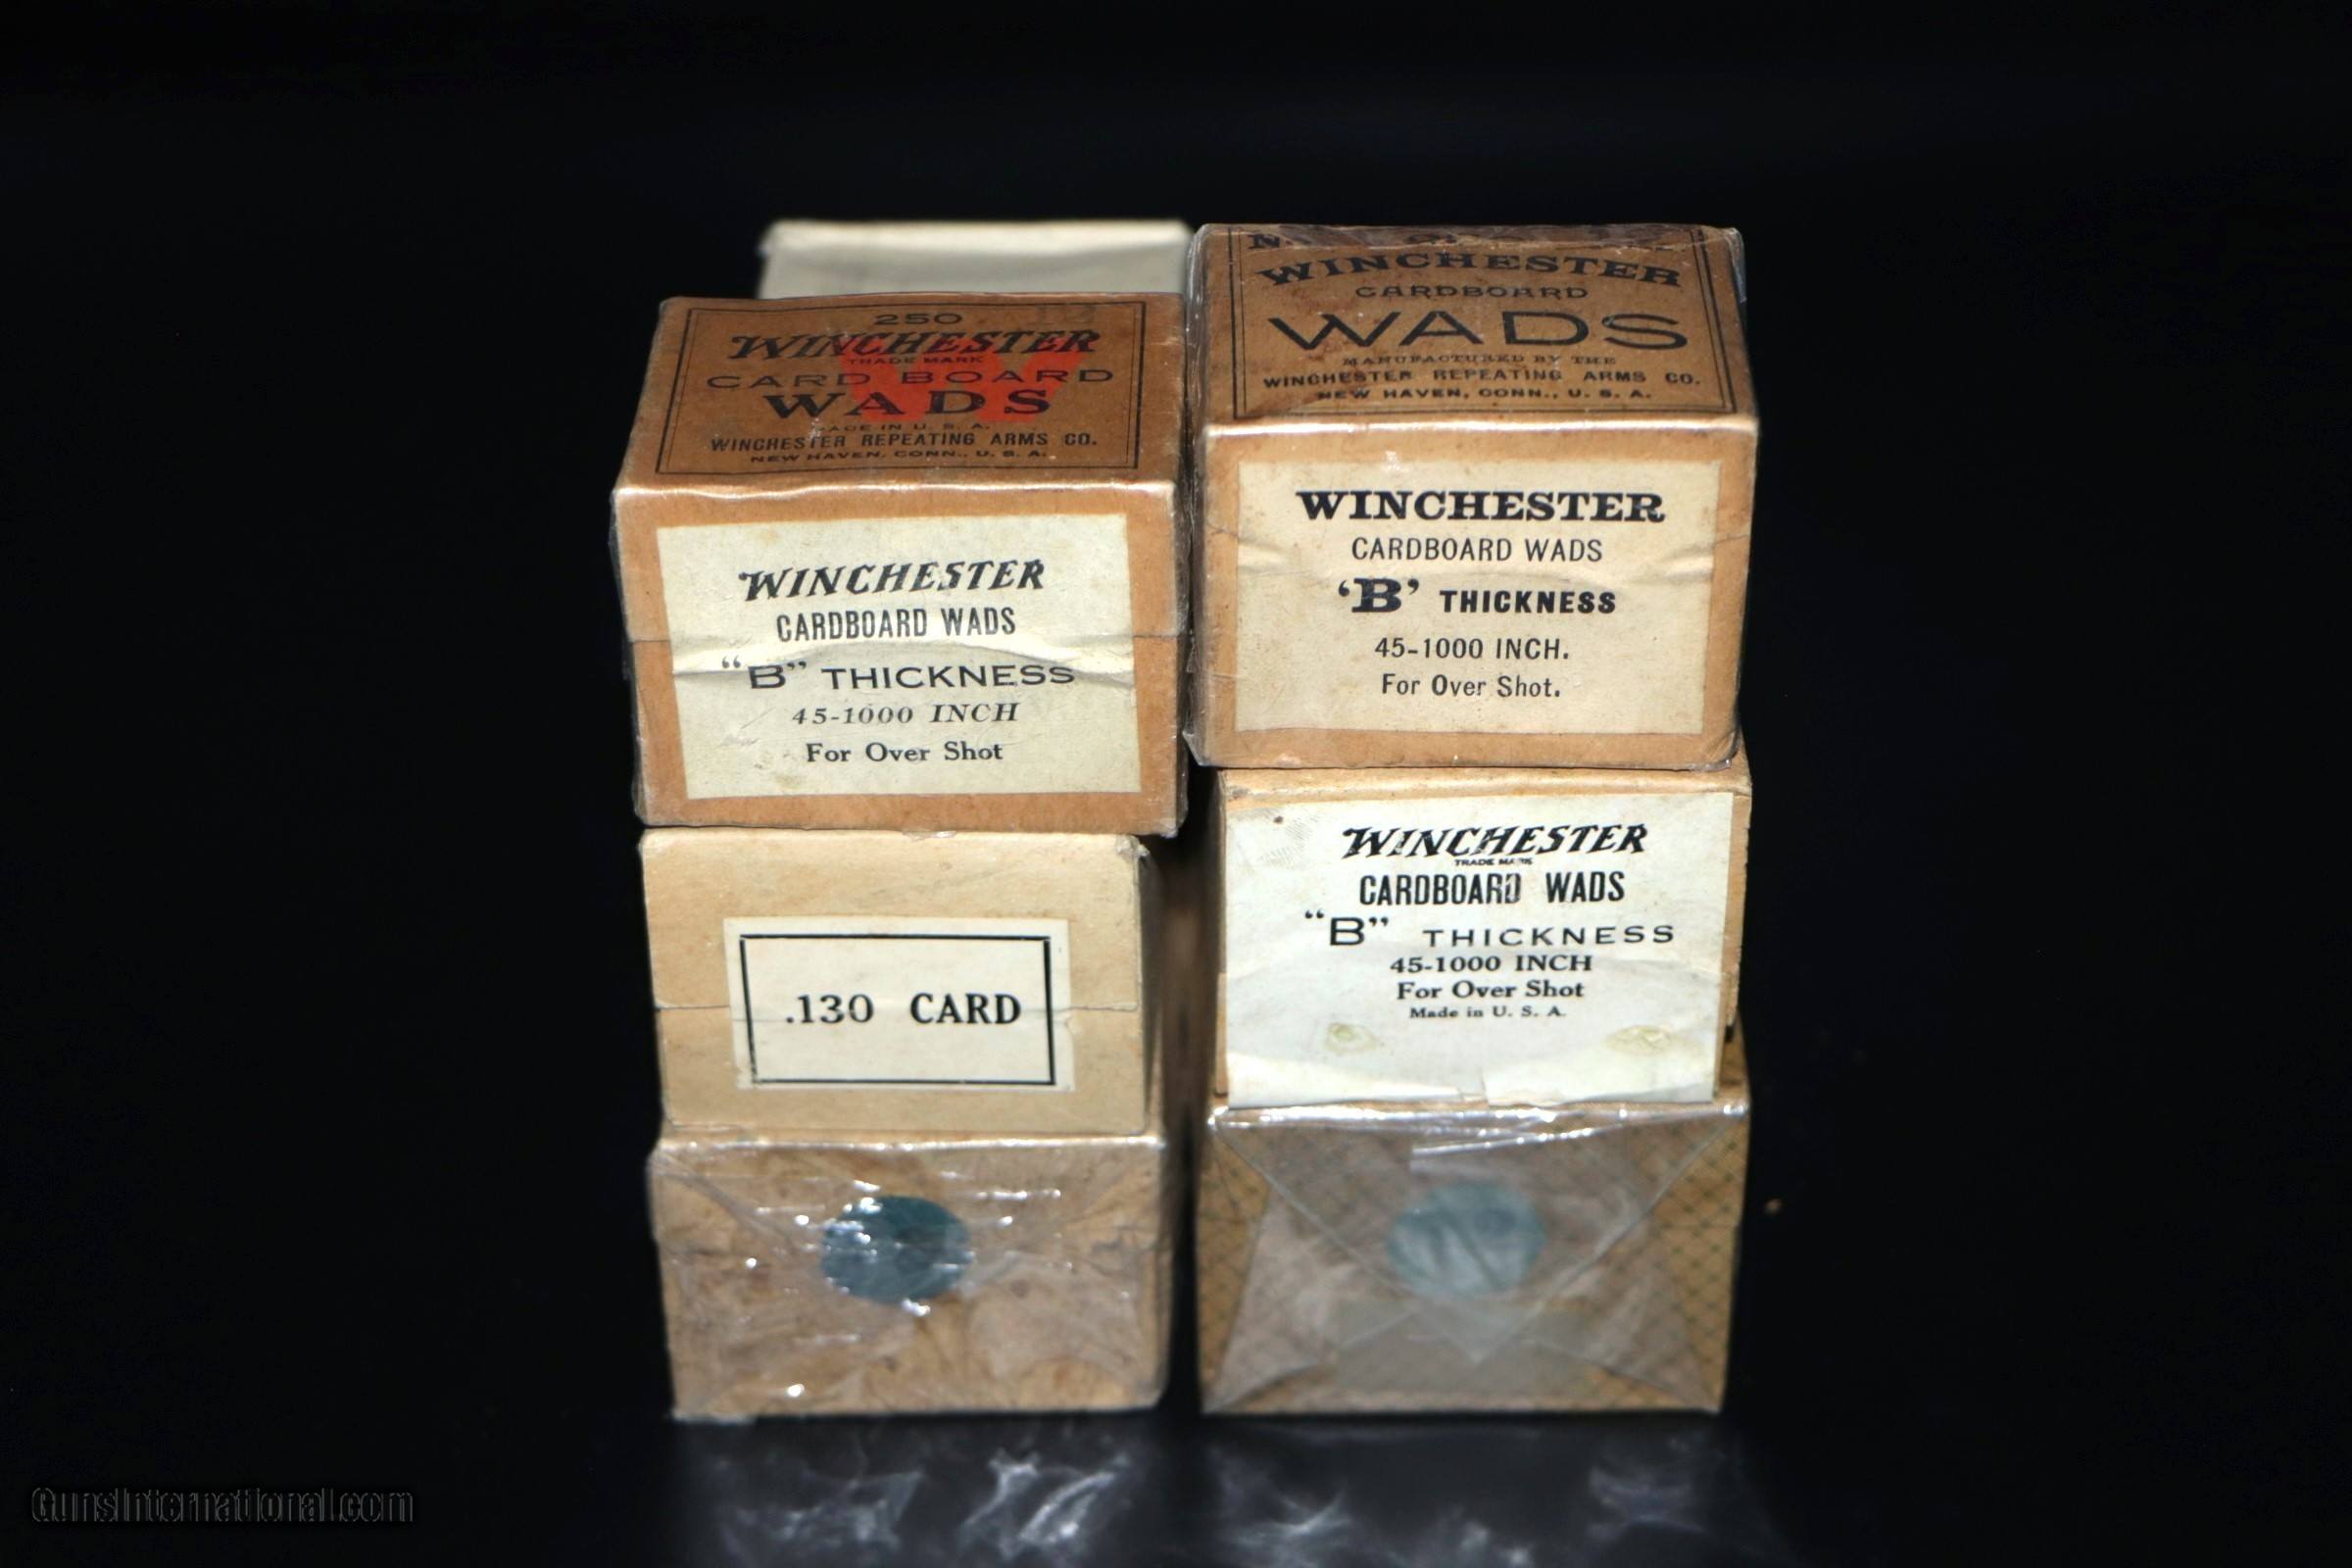 250
WINCHESTER
TRADE MARK
CARD BOARD
WADS
MADE IN U. S. A.
WINCHESTER REPEATING ARMS CO.
NEW HAVEN, CONN., U. S. A.
WINCHESTER
CARDBOARD WADS
"B" THICKNESS
45-1000 INCH
For Over Shot
.130 CARD
WINCHESTER
CARDBOARD
WADS
MANUFACTURED BY THE
WINCHESTER REPEATING ARMS CO.
NEW HAVEN, CONN., U. S. A.
WINCHESTER
CARDBOARD WADS
'B' THICKNESS
45-1000 INCH.
For Over Shot.
WINCHESTER
TRADE MARK
CARDBOARD WADS
"B" THICKNESS
45-1000 INCH
For Over Shot
Made in U. S. A.
GunsInternational.com